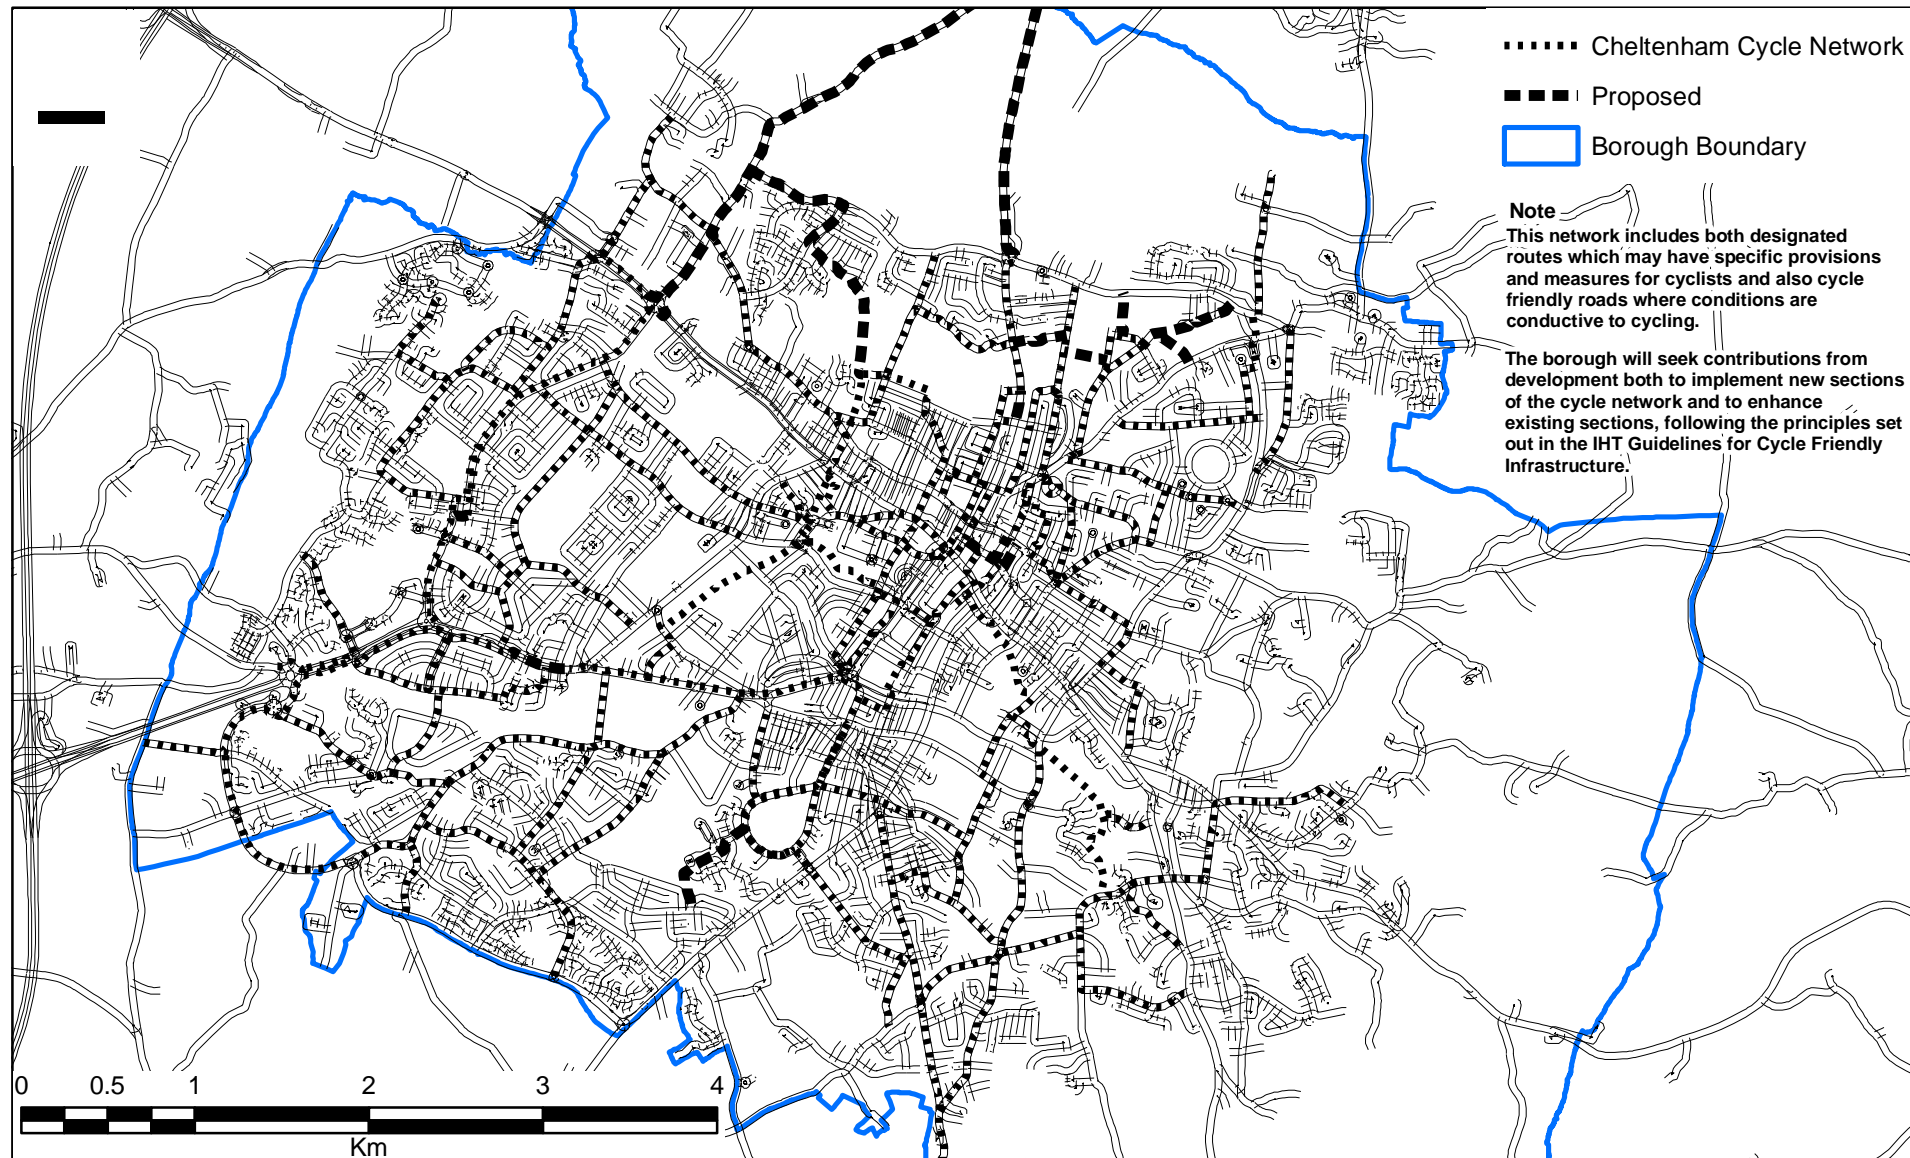 Cheltenham Cycle Network
Proposed
Borough Boundary
Note
This network includes both designated
routes which may have specific provisions
and measures for cyclists and also cycle
friendly roads where conditions are
conductive to cycling.
The borough will seek contributions from
development both to implement new sections
of the cycle network and to enhance
existing sections, following the principles set
out in the IHT Guidelines for Cycle Friendly
Infrastructure.
0 0.5 1 2 3 4
Km